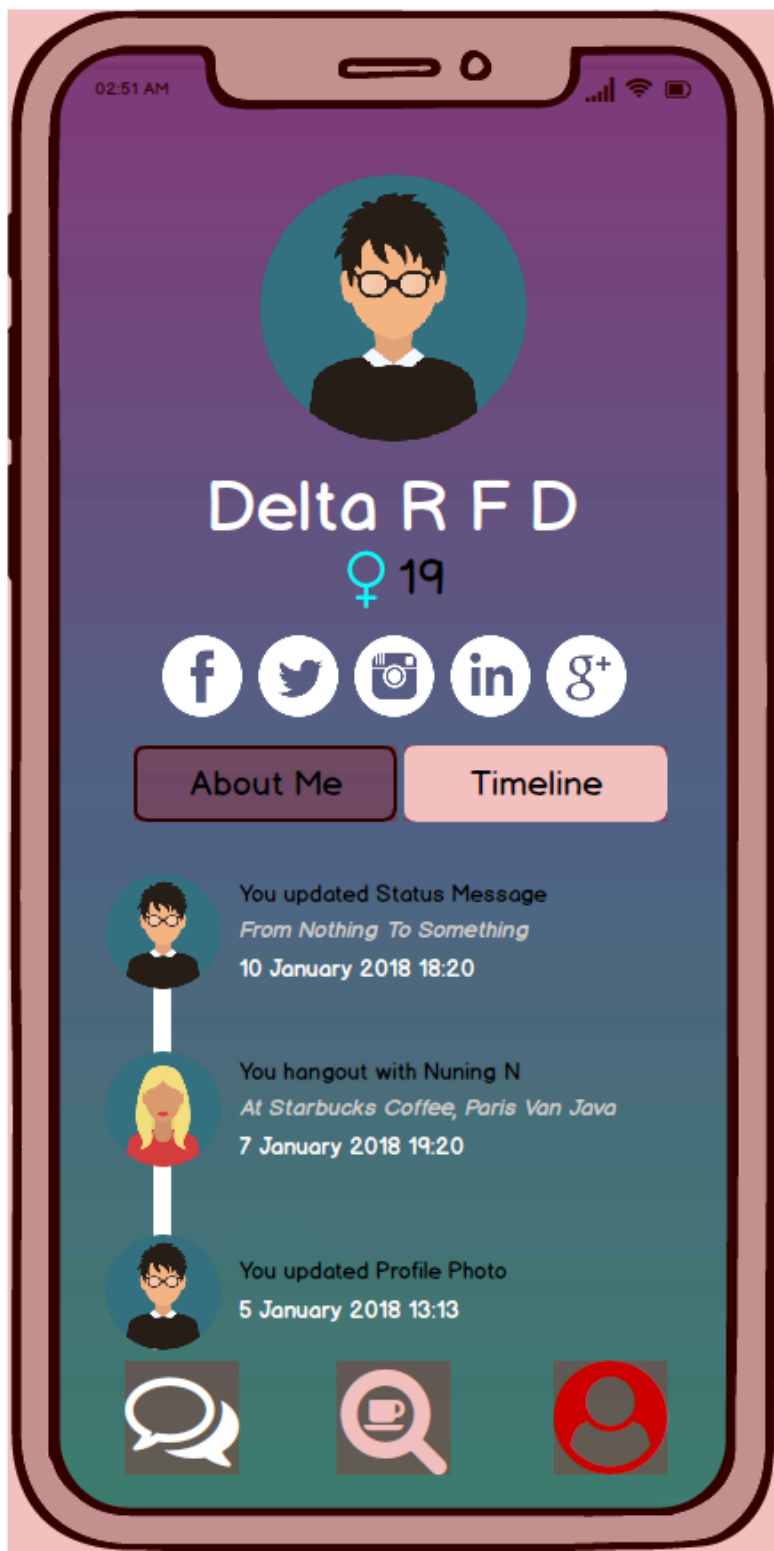 02:51 AM
Delta R F D
19
f in g+
About Me Timeline
You updated Status Message
From Nothing To Something
10 January 2018 18:20
You hangout with Nuning N
At Starbucks Coffee, Paris Van Java
7 January 2018 19:20
You updated Profile Photo
5 January 2018 13:13